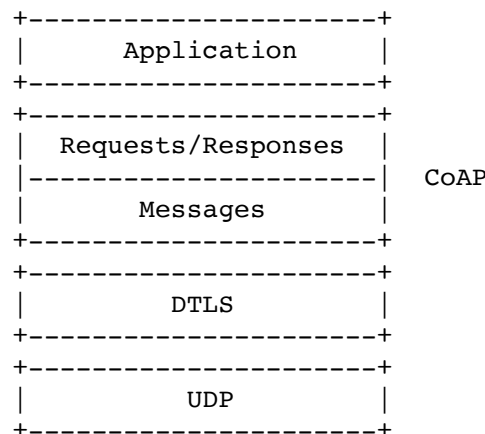 Application
Requests/Responses
CoAP
Messages
DTLS
UDP